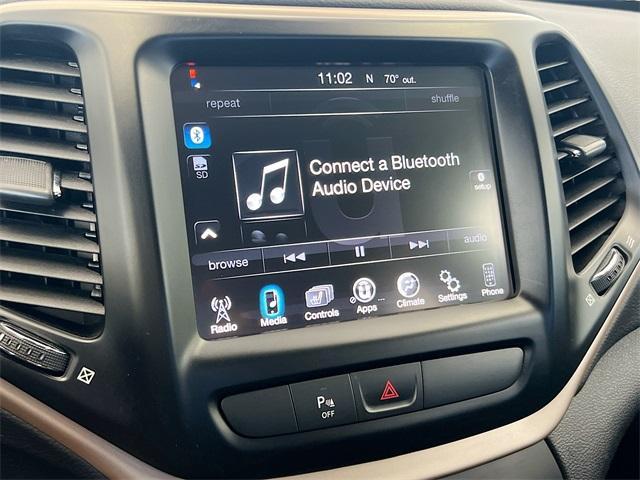 11:02 N 70° out.
repeat shuffle
SD
Connect a Bluetooth
Audio Device
setup
browse audio
Radio Media Controls Apps Climate Settings Phone
P
OFF